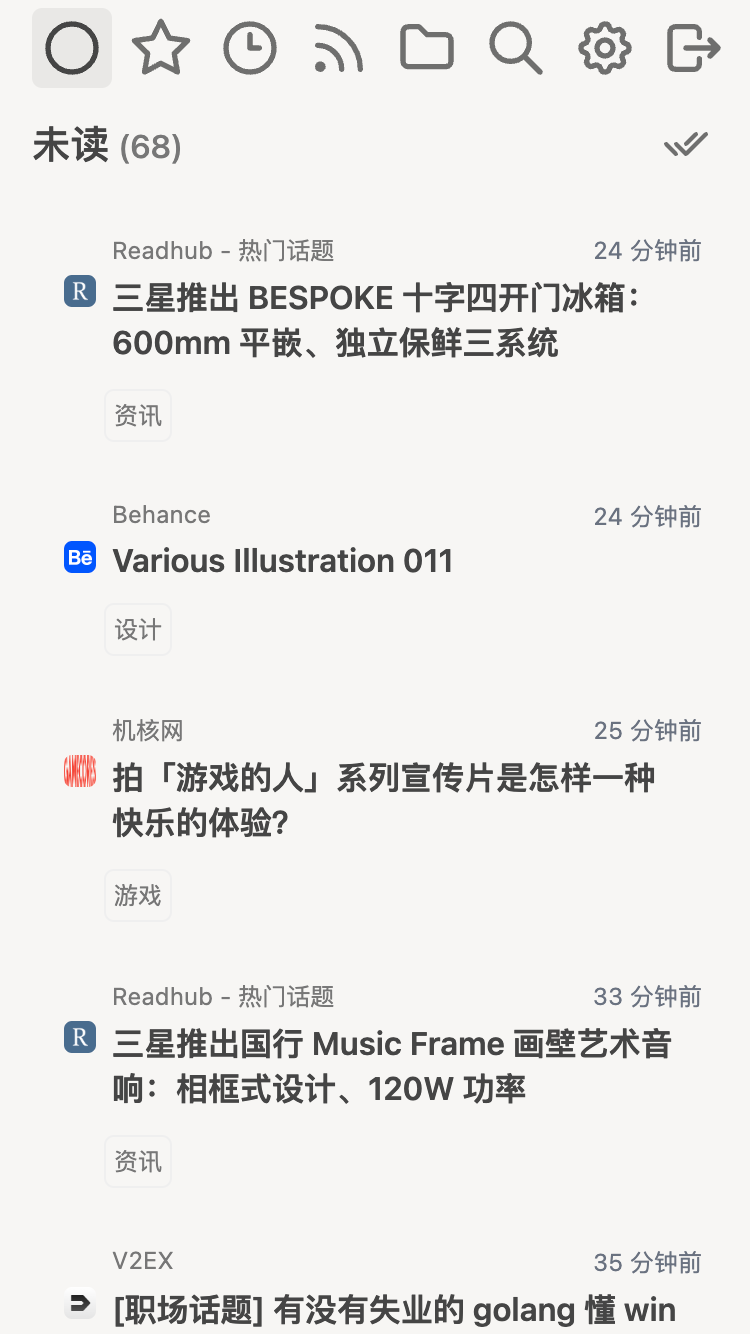 未读 (68)
Readhub - 热门话题
24 分钟前
R
三星推出 BESPOKE 十字四开门冰箱：
600mm 平嵌、独立保鲜三系统
资讯
Behance
24 分钟前
Bē
Various Illustration 011
设计
机核网
25 分钟前
GAMECORES
拍「游戏的人」系列宣传片是怎样一种
快乐的体验?
游戏
Readhub - 热门话题
33 分钟前
R
三星推出国行 Music Frame 画壁艺术音
响：相框式设计、120W 功率
资讯
V2EX
35 分钟前
[职场话题] 有没有失业的 golang 懂 win